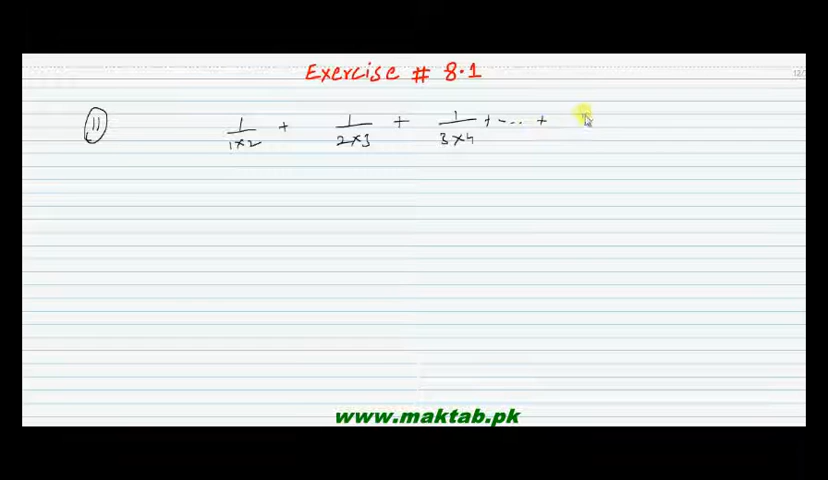 Exercise # 8.1
11 1/1×2 + 1/2×3 + 1/3×4 + ... +
www.maktab.pk